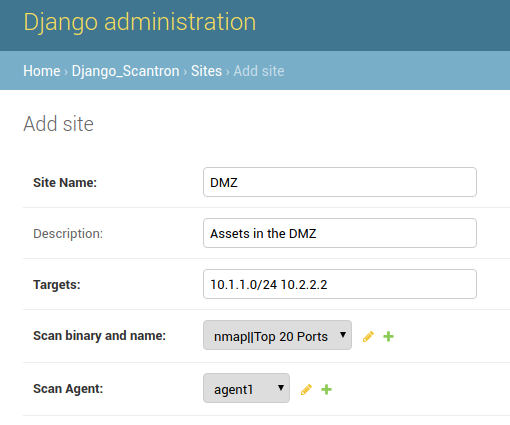 Django administration
Home › Django_Scantron › Sites › Add site
Add site
Site Name: DMZ
Description: Assets in the DMZ
Targets: 10.1.1.0/24 10.2.2.2
Scan binary and name: nmap||Top 20 Ports
Scan Agent: agent1